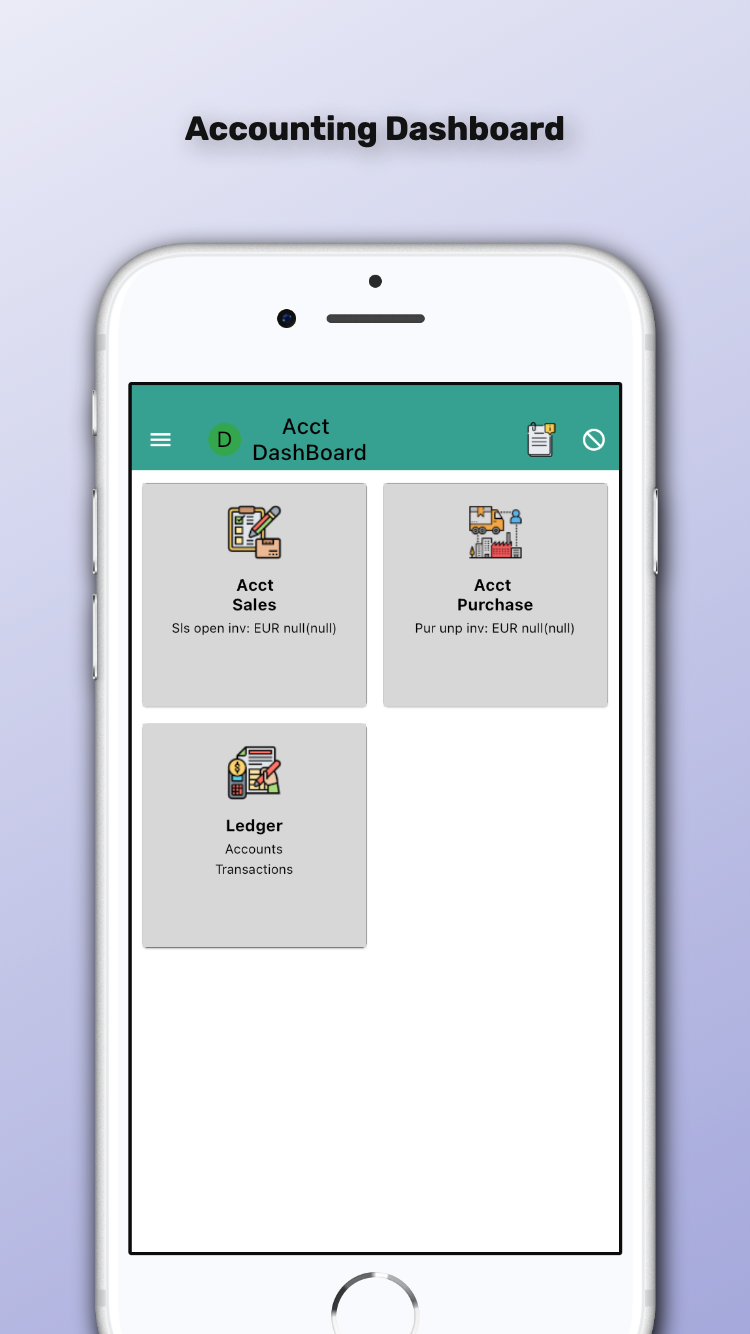 Accounting Dashboard
D
Acct
DashBoard
Acct
Sales
Sls open inv: EUR null(null)
Acct
Purchase
Pur unp inv: EUR null(null)
Ledger
Accounts
Transactions